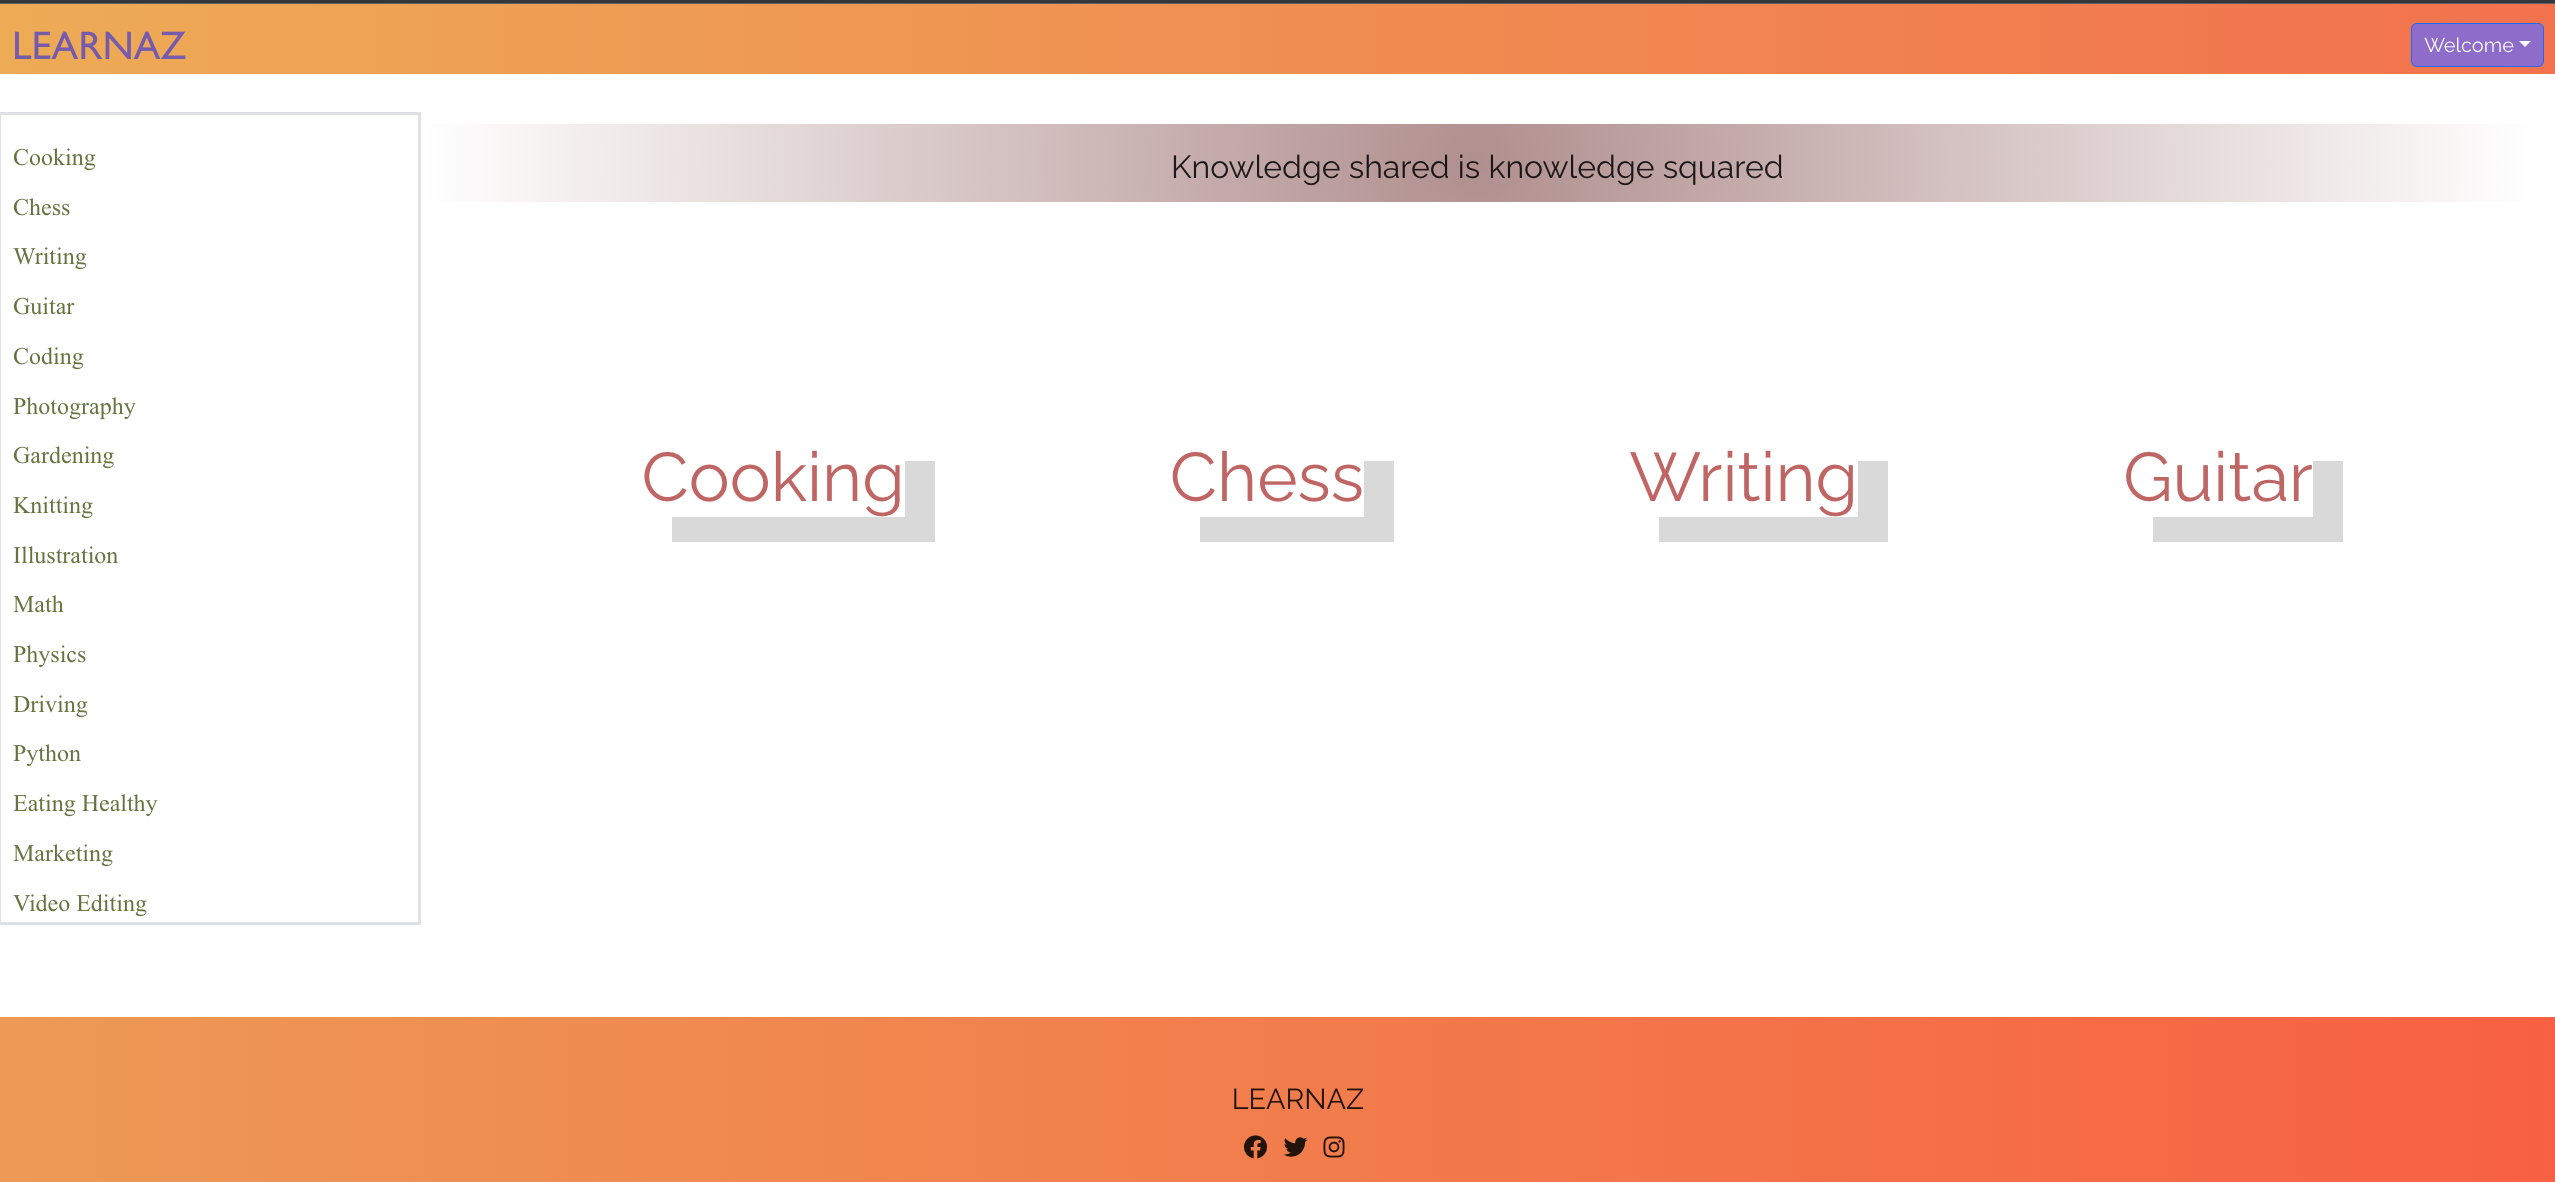 LEARNAZ
Welcome
Cooking
Chess
Writing
Guitar
Coding
Photography
Gardening
Knitting
Illustration
Math
Physics
Driving
Python
Eating Healthy
Marketing
Video Editing
Knowledge shared is knowledge squared
Cooking
Chess
Writing
Guitar
LEARNAZ